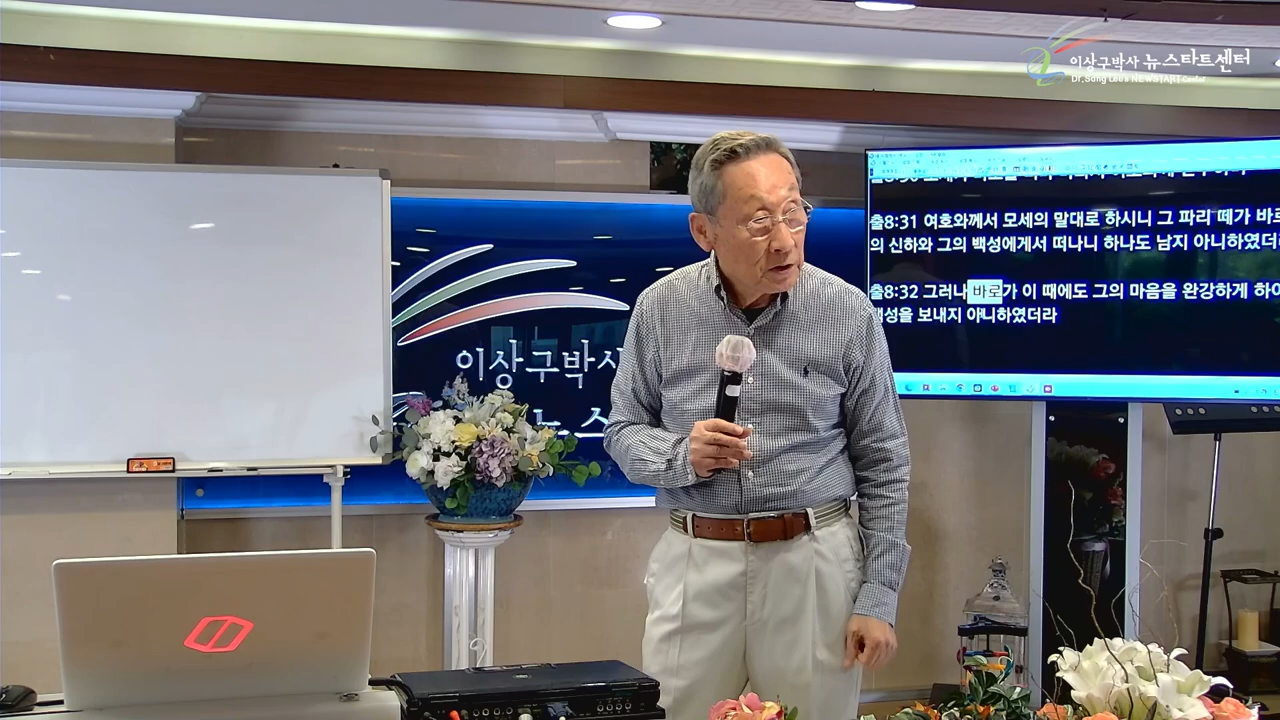 이상구박사 뉴스타트센터
Dr. Sang Lee's NEWSTART Center
출8:31 여호와께서 모세의 말대로 하시니 그 파리 떼가 바로
의 신하와 그의 백성에게서 떠나니 하나도 남지 아니하였더라
출8:32 그러나 바로가 이 때에도 그의 마음을 완강하게 하여
백성을 보내지 아니하였더라
이상구박사
뉴스